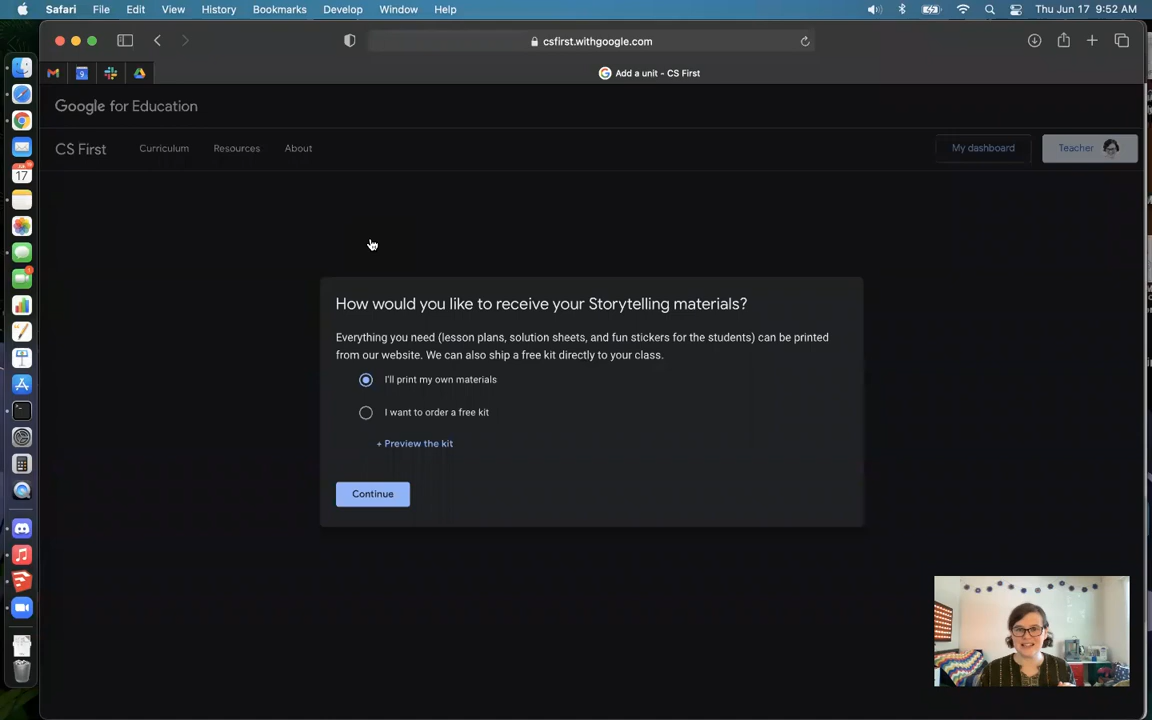 Safari File Edit View History Bookmarks Develop Window Help Thu Jun 17 9:52 AM
csfirst.withgoogle.com
Add a unit - CS First
Google for Education
CS First Curriculum Resources About My dashboard Teacher
17
How would you like to receive your Storytelling materials?
Everything you need (lesson plans, solution sheets, and fun stickers for the students) can be printed
from our website. We can also ship a free kit directly to your class.
I'll print my own materials
I want to order a free kit
+ Preview the kit
Continue